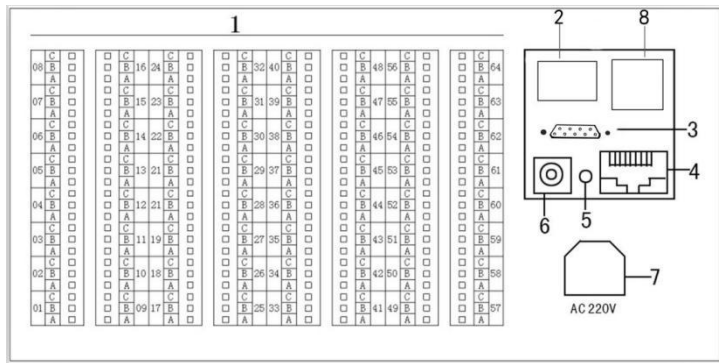 1 2 8
C C C C C C C C
08 B B 16 24 B B 32 40 B B 48 56 B B 64
A A A A A A A A
C C C C C C C C
07 B B 15 23 B B 31 39 B B 47 55 B B 63
A A A A A A A A
C C C C C C C C
06 B B 14 22 B B 30 38 B B 46 54 B B 62
A A A A A A A A
C C C C C C C C
05 B B 13 21 B B 29 37 B B 45 53 B B 61
A A A A A A A A
C C C C C C C C
04 B B 12 21 B B 28 36 B B 44 52 B B 60
A A A A A A A A
C C C C C C C C
03 B B 11 19 B B 27 35 B B 43 51 B B 59
A A A A A A A A
C C C C C C C C
02 B B 10 18 B B 26 34 B B 42 50 B B 58
A A A A A A A A
C C C C C C C C
01 B B 09 17 B B 25 33 B B 41 49 B B 57
A A A A A A A A
3
4
6 5
7
AC 220V